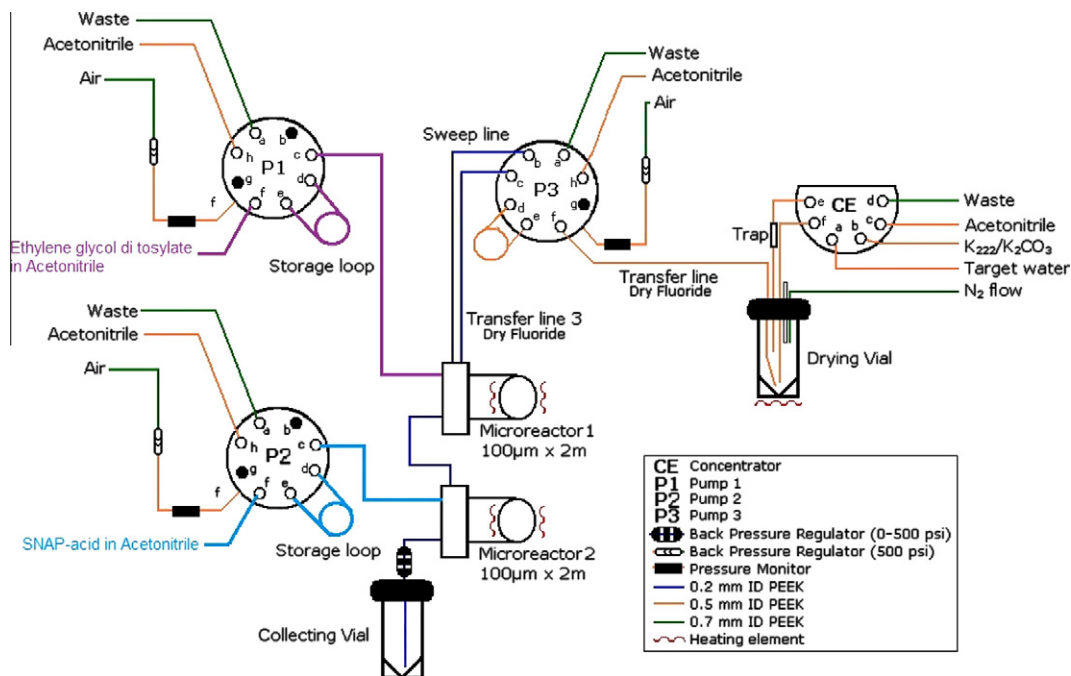 Waste
Acetonitrile
Air
a
b
c
h
P1
g
d
f
f
e
Ethylene glycol di tosylate
in Acetonitrile
Storage loop
Waste
Acetonitrile
Air
Sweep line
b
a
c
P3
h
d
g
e
f
Transfer line
Dry Fluoride
Transfer line 3
Dry Fluoride
e
CE
d
f
c
a
b
Trap
Waste
Acetonitrile
K222/K2CO3
Target water
N2 flow
Drying Vial
Microreactor1
100µm x 2m
Waste
Acetonitrile
Air
a
b
c
h
P2
g
d
f
f
e
SNAP-acid in Acetonitrile
Storage loop
Microreactor2
100µm x 2m
Collecting Vial
CE Concentrator
P1 Pump 1
P2 Pump 2
P3 Pump 3
Back Pressure Regulator (0-500 psi)
Back Pressure Regulator (500 psi)
Pressure Monitor
0.2 mm ID PEEK
0.5 mm ID PEEK
0.7 mm ID PEEK
Heating element